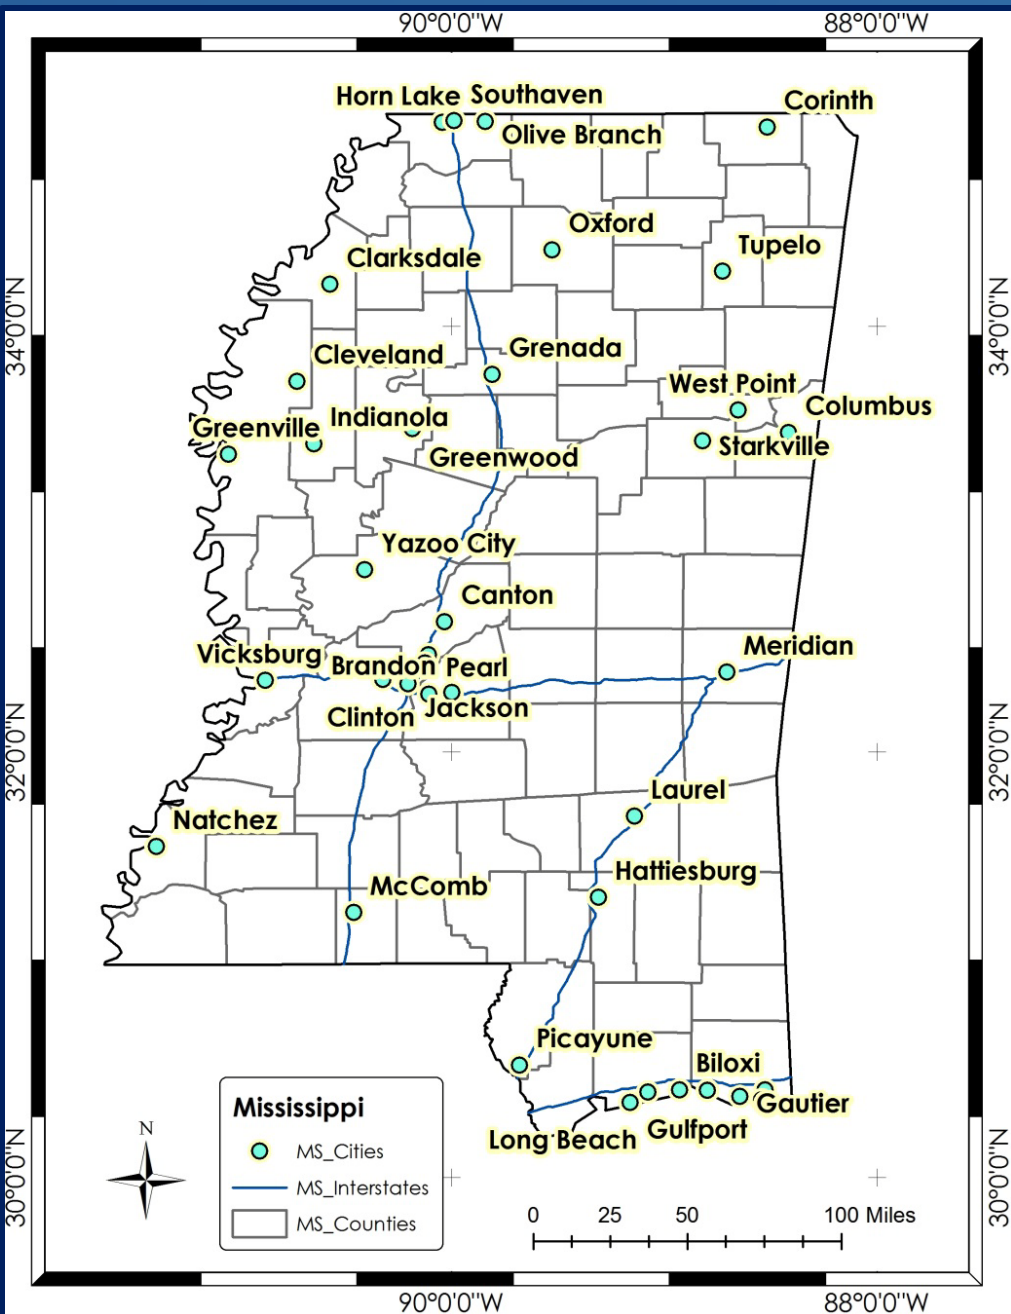 90°0'0"W 88°0'0"W
Horn Lake Southaven
Corinth
Olive Branch
Oxford
Tupelo
Clarksdale
34°0'0"N
34°0'0"N
Grenada
Cleveland
West Point
Columbus
Indianola
Greenville
Starkville
Greenwood
Yazoo City
Canton
Meridian
Vicksburg
Brandon Pearl
Jackson
Clinton
32°0'0"N
32°0'0"N
Laurel
Natchez
Hattiesburg
McComb
Picayune
Biloxi
Gautier
Gulfport
Long Beach
30°0'0"N
30°0'0"N
Mississippi
MS_Cities
MS_Interstates
MS_Counties
N
0 25 50 100 Miles
90°0'0"W 88°0'0"W